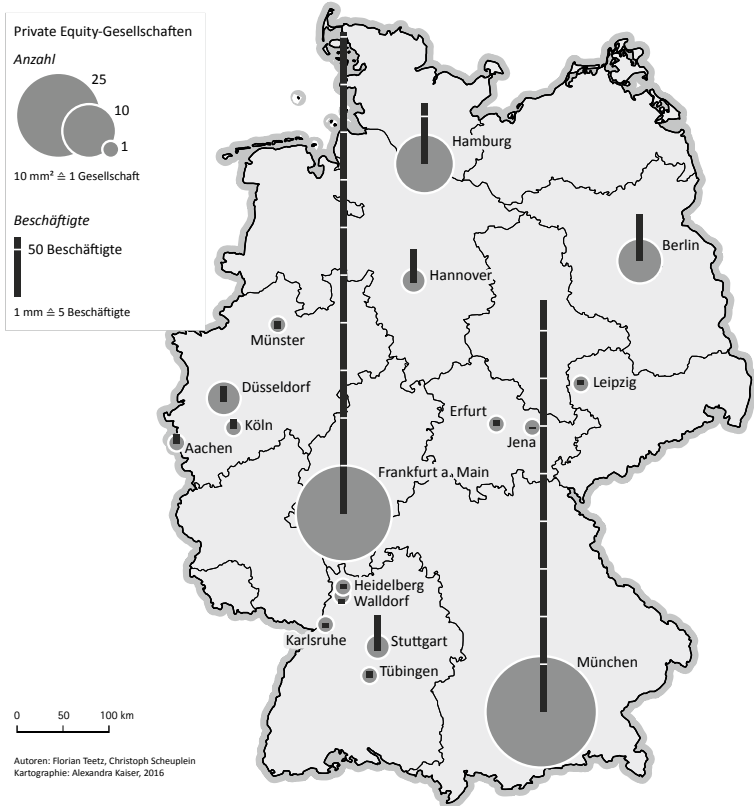 Private Equity-Gesellschaften
Anzahl
25
10
1
10 mm² ≙ 1 Gesellschaft
Beschäftigte
50 Beschäftigte
1 mm ≙ 5 Beschäftigte
Hamburg
Berlin
Hannover
Münster
Düsseldorf
Leipzig
Erfurt
Köln
Jena
Aachen
Frankfurt a. Main
Heidelberg
Walldorf
Karlsruhe
Stuttgart
Tübingen
München
0 50 100 km
Autoren: Florian Teetz, Christoph Scheuplein
Kartographie: Alexandra Kaiser, 2016